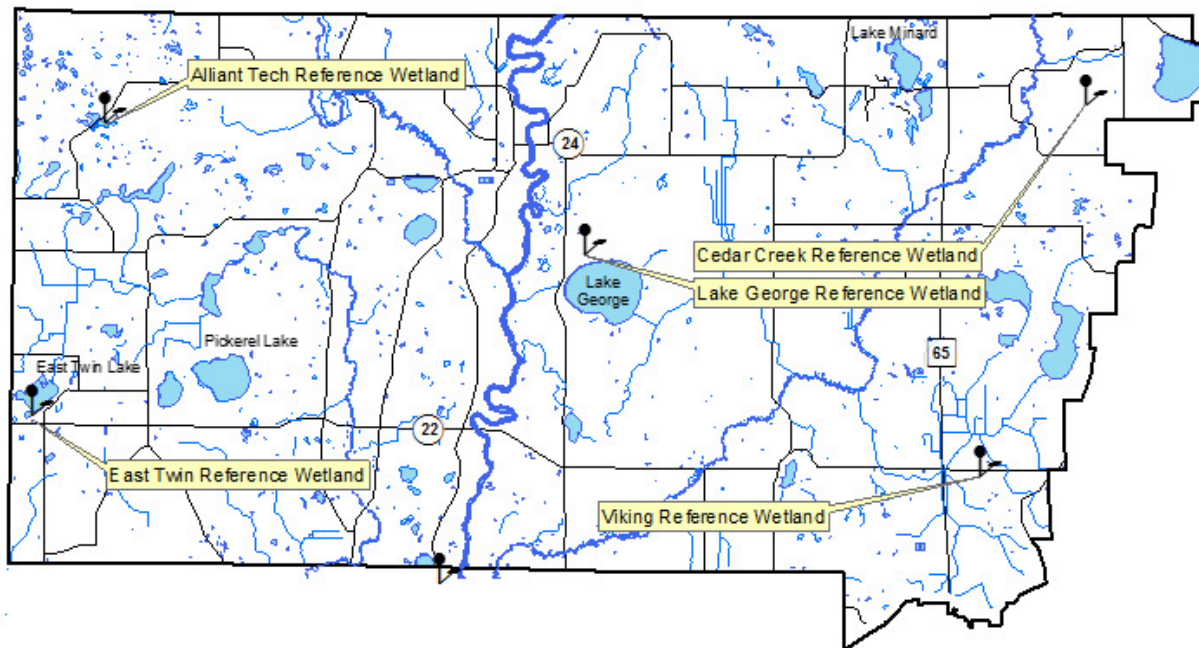 Lake Minard
Alliant Tech Reference Wetland
24
Cedar Creek Reference Wetland
Lake George
Lake George Reference Wetland
Pickerel Lake
65
East Twin Lake
22
East Twin Reference Wetland
Viking Reference Wetland